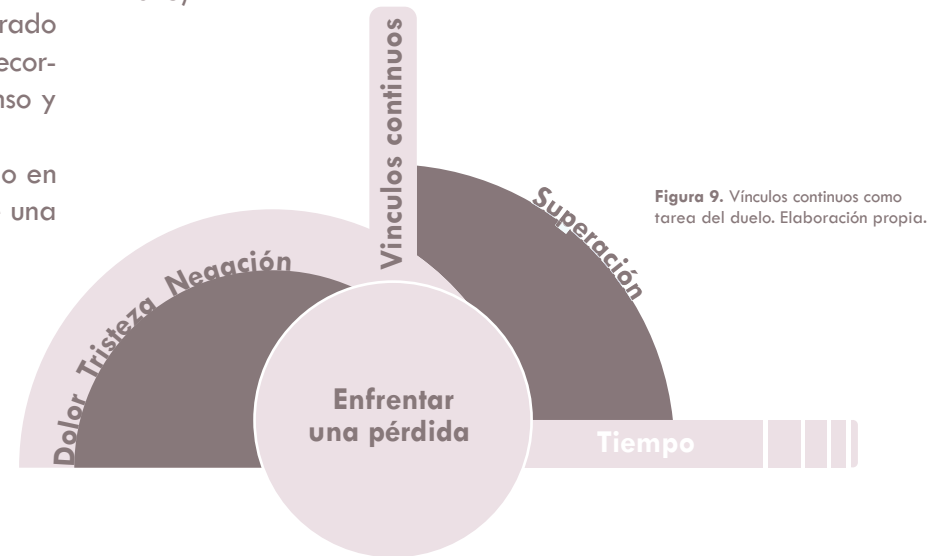 rado
ecor-
nso y
o en
una
Vinculos continuos
Superación
Figura 9. Vínculos continuos como
tarea del duelo. Elaboración propia.
Dolor Tristeza Negación
Enfrentar
una pérdida
Tiempo